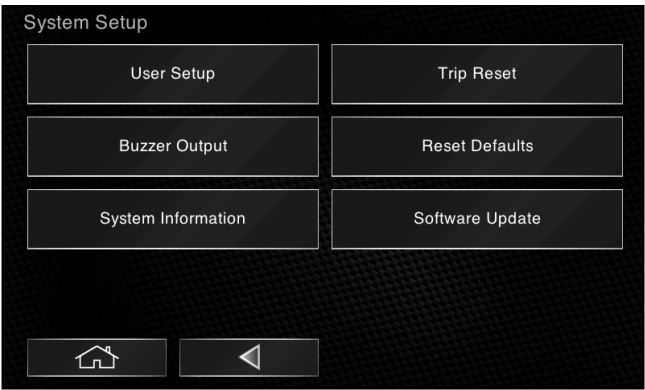 System Setup
User Setup
Trip Reset
Buzzer Output
Reset Defaults
System Information
Software Update